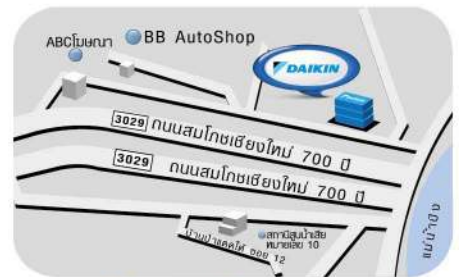 ABCโฆษณา
BB AutoShop
DAIKIN
3029 ถนนสมโภชเชียงใหม่ 700 ปี
3029 ถนนสมโภชเชียงใหม่ 700 ปี
สถานีสูบน้ำเสีย
หมายเลข 10
บ้านป่าแดดใต้ ซอย 12
แม่น้ำปิง